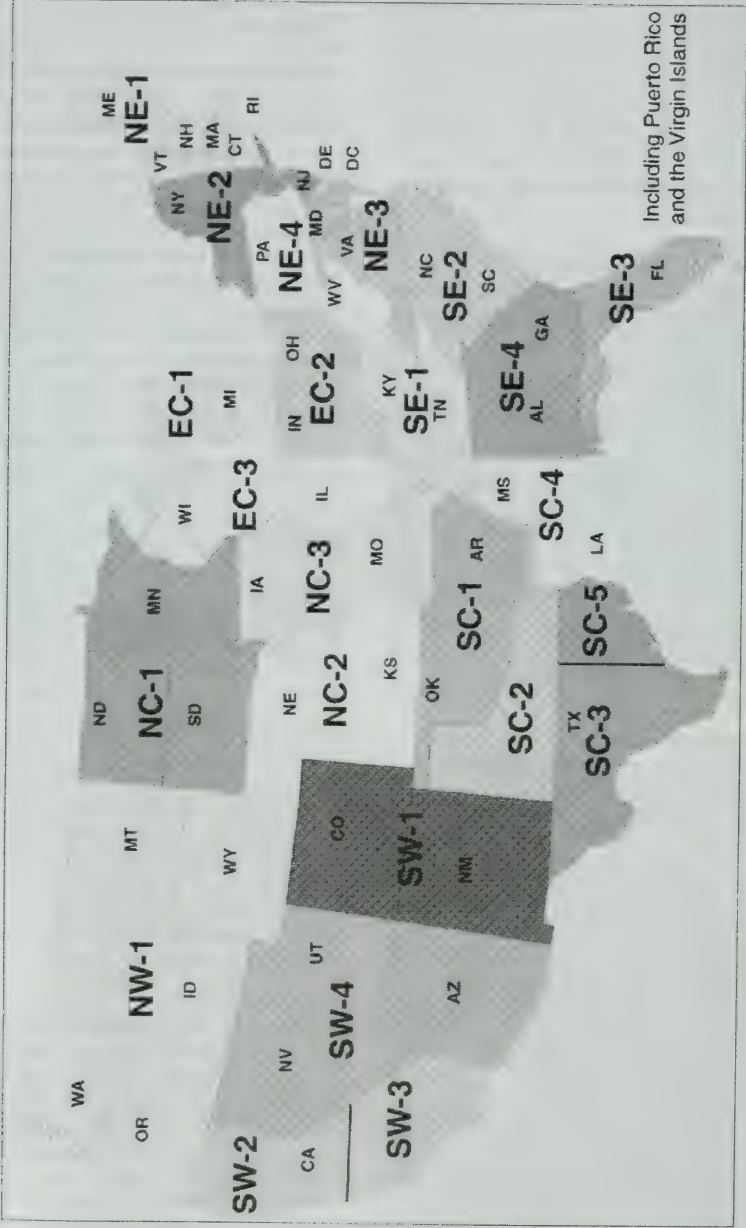 WA
OR
NW-1
ID
MT
WY
ND
NC-1
SD
MN
WI
EC-1
MI
EC-3
IA
NE
NC-2
KS
NC-3
IL
MO
IN
OH
EC-2
ME
NE-1
VT
NH
MA
CT
RI
NY
NE-2
PA
NE-4
NJ
MD
DE
DC
WV
VA
NE-3
KY
SE-1
TN
NC
SE-2
SC
SW-2
CA
NV
UT
SW-4
SW-3
AZ
CO
SW-1
NM
OK
SC-1
AR
SC-2
TX
SC-3
SC-5
MS
SC-4
LA
SE-4
AL
GA
SE-3
FL
Including Puerto Rico
and the Virgin Islands